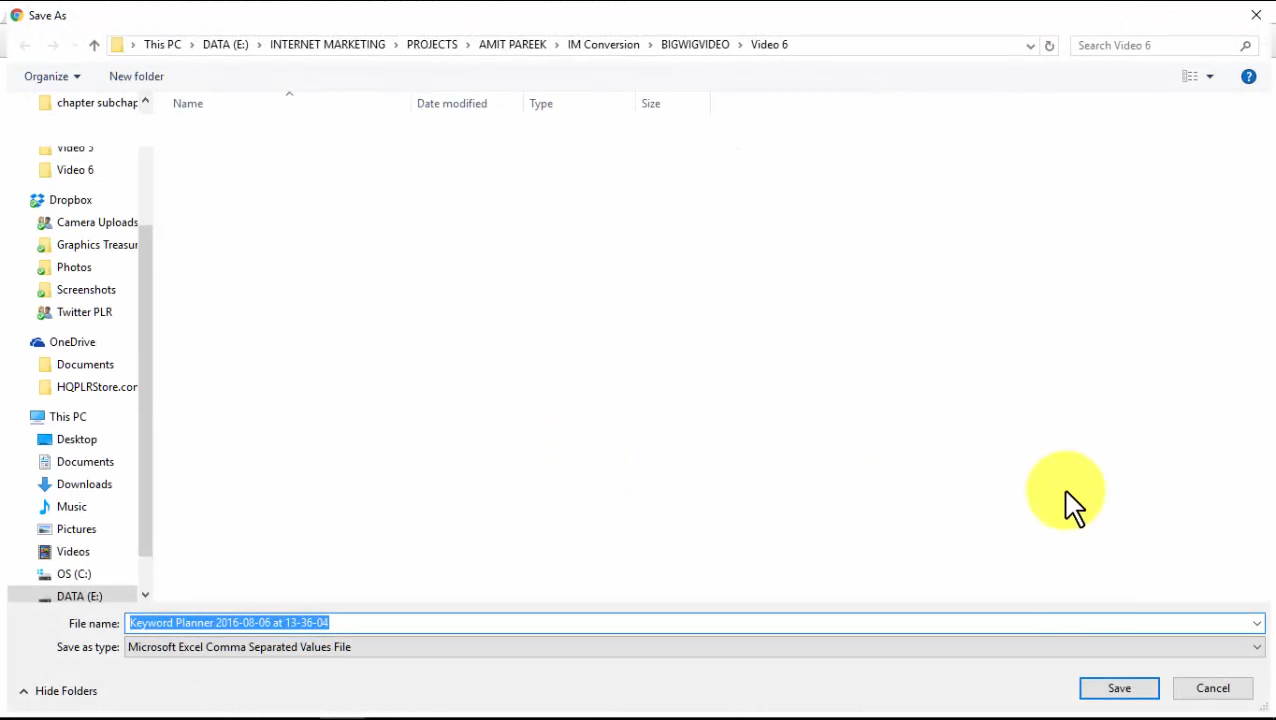 Save As
This PC > DATA (E:) > INTERNET MARKETING > PROJECTS > AMIT PAREEK > IM Conversion > BIGWIGVIDEO > Video 6
Search Video 6
Organize
New folder
Name
Date modified
Type
Size
chapter subchap
Video 5
Video 6
Dropbox
Camera Uploads
Graphics Treasur
Photos
Screenshots
Twitter PLR
OneDrive
Documents
HQPLRStore.con
This PC
Desktop
Documents
Downloads
Music
Pictures
Videos
OS (C:)
DATA (E:)
File name: Keyword Planner 2016-08-06 at 13-36-04
Save as type: Microsoft Excel Comma Separated Values File
Hide Folders
Save
Cancel